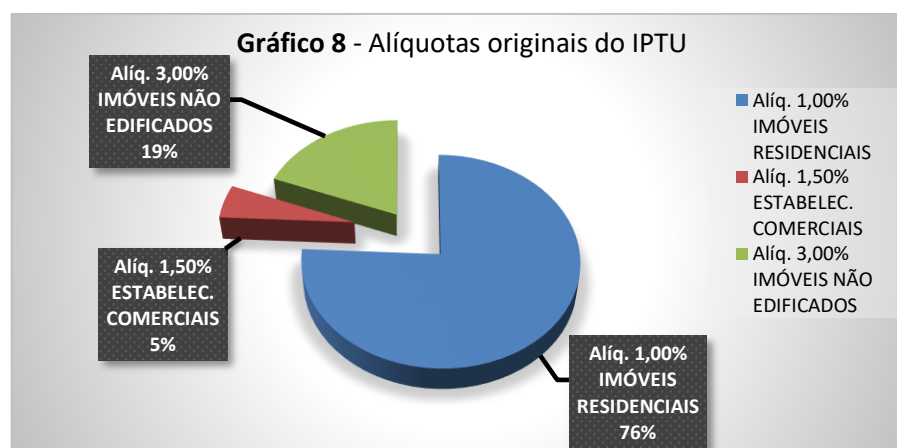 Gráfico 8 - Alíquotas originais do IPTU
Alíq. 3,00%
IMÓVEIS NÃO
EDIFICADOS
19%
Alíq. 1,50%
ESTABELEC.
COMERCIAIS
5%
Alíq. 1,00%
IMÓVEIS
RESIDENCIAIS
76%
Alíq. 1,00%
IMÓVEIS
RESIDENCIAIS
Alíq. 1,50%
ESTABELEC.
COMERCIAIS
Alíq. 3,00%
IMÓVEIS NÃO
EDIFICADOS